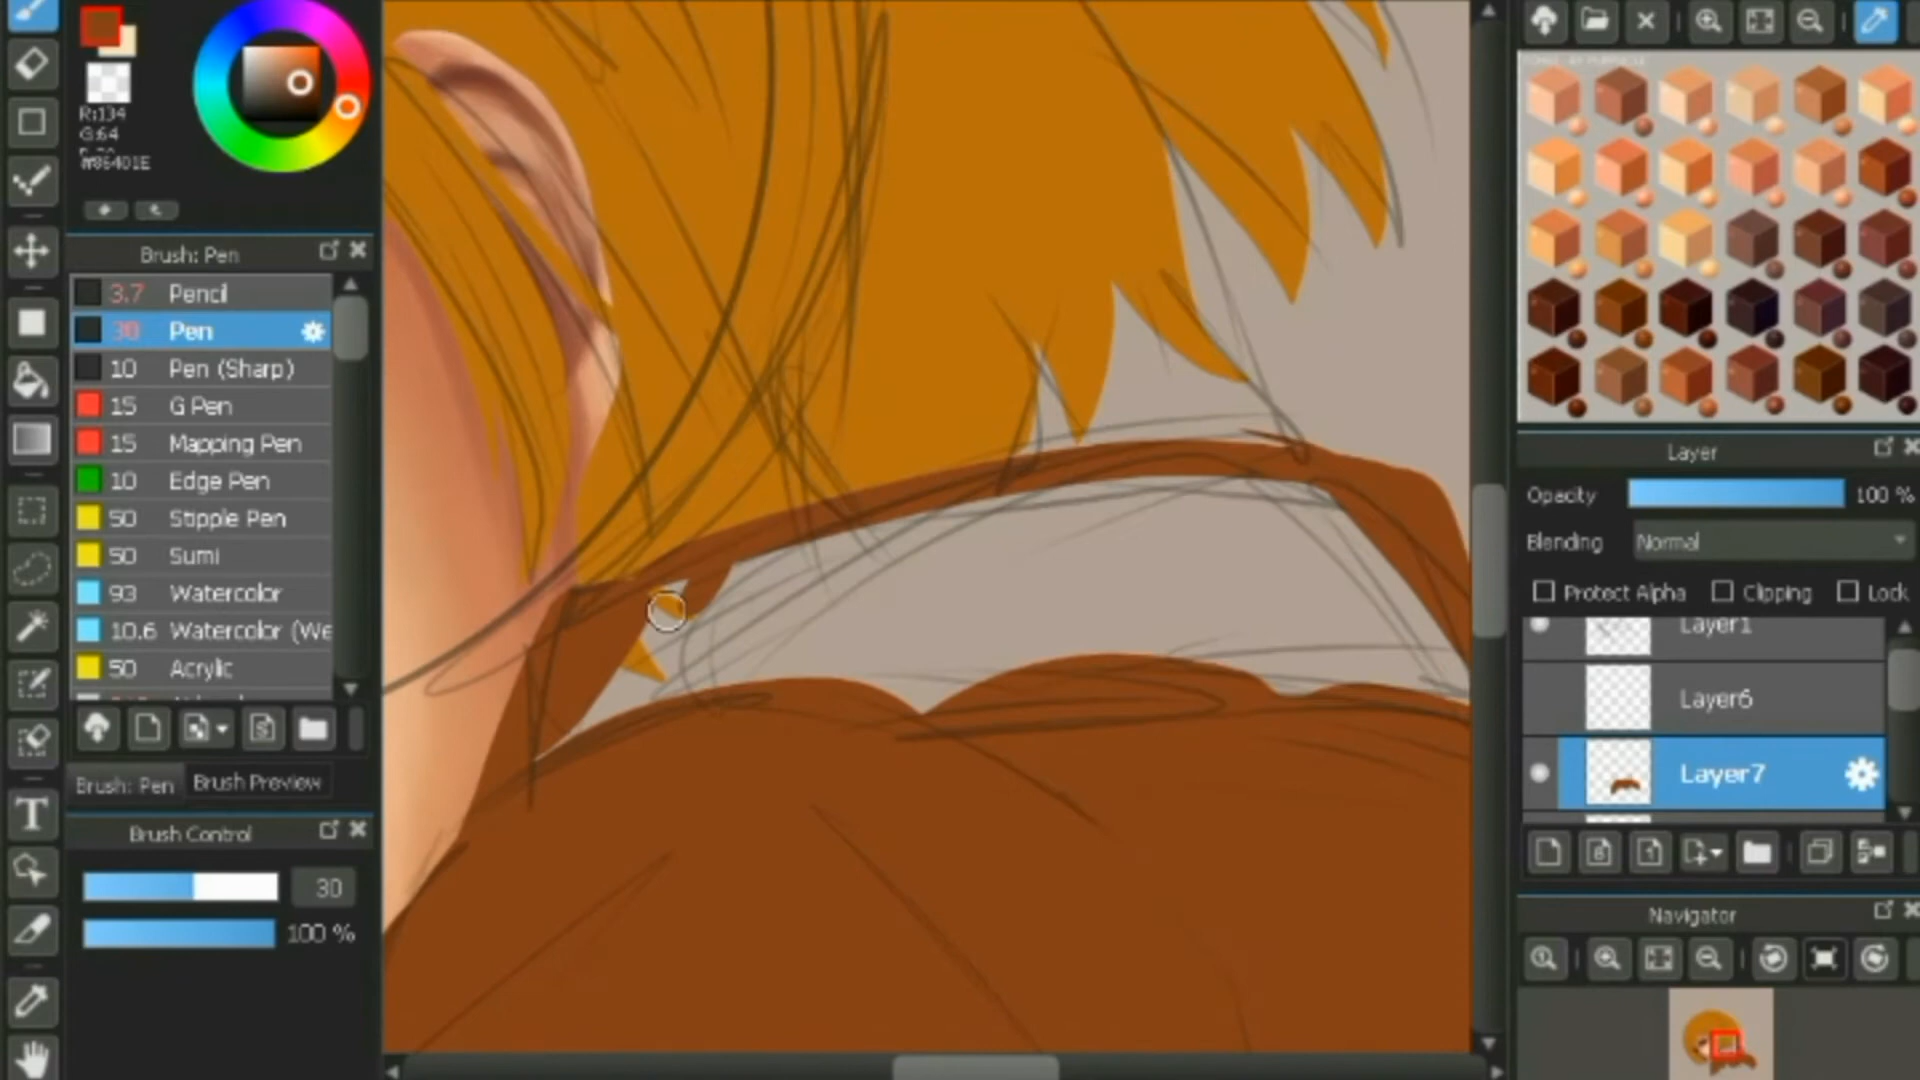 R:134
G:64
#86401E
Brush: Pen
3.7 Pencil
30 Pen
10 Pen (Sharp)
15 G Pen
15 Mapping Pen
10 Edge Pen
50 Stipple Pen
50 Sumi
93 Watercolor
10.6 Watercolor (We
50 Acrylic
Brush: Pen
Brush Preview
Brush Control
30
100 %
Layer
Opacity 100 %
Blending Normal
Protect Alpha Clipping Lock
Layer1
Layer6
Layer7
Navigator